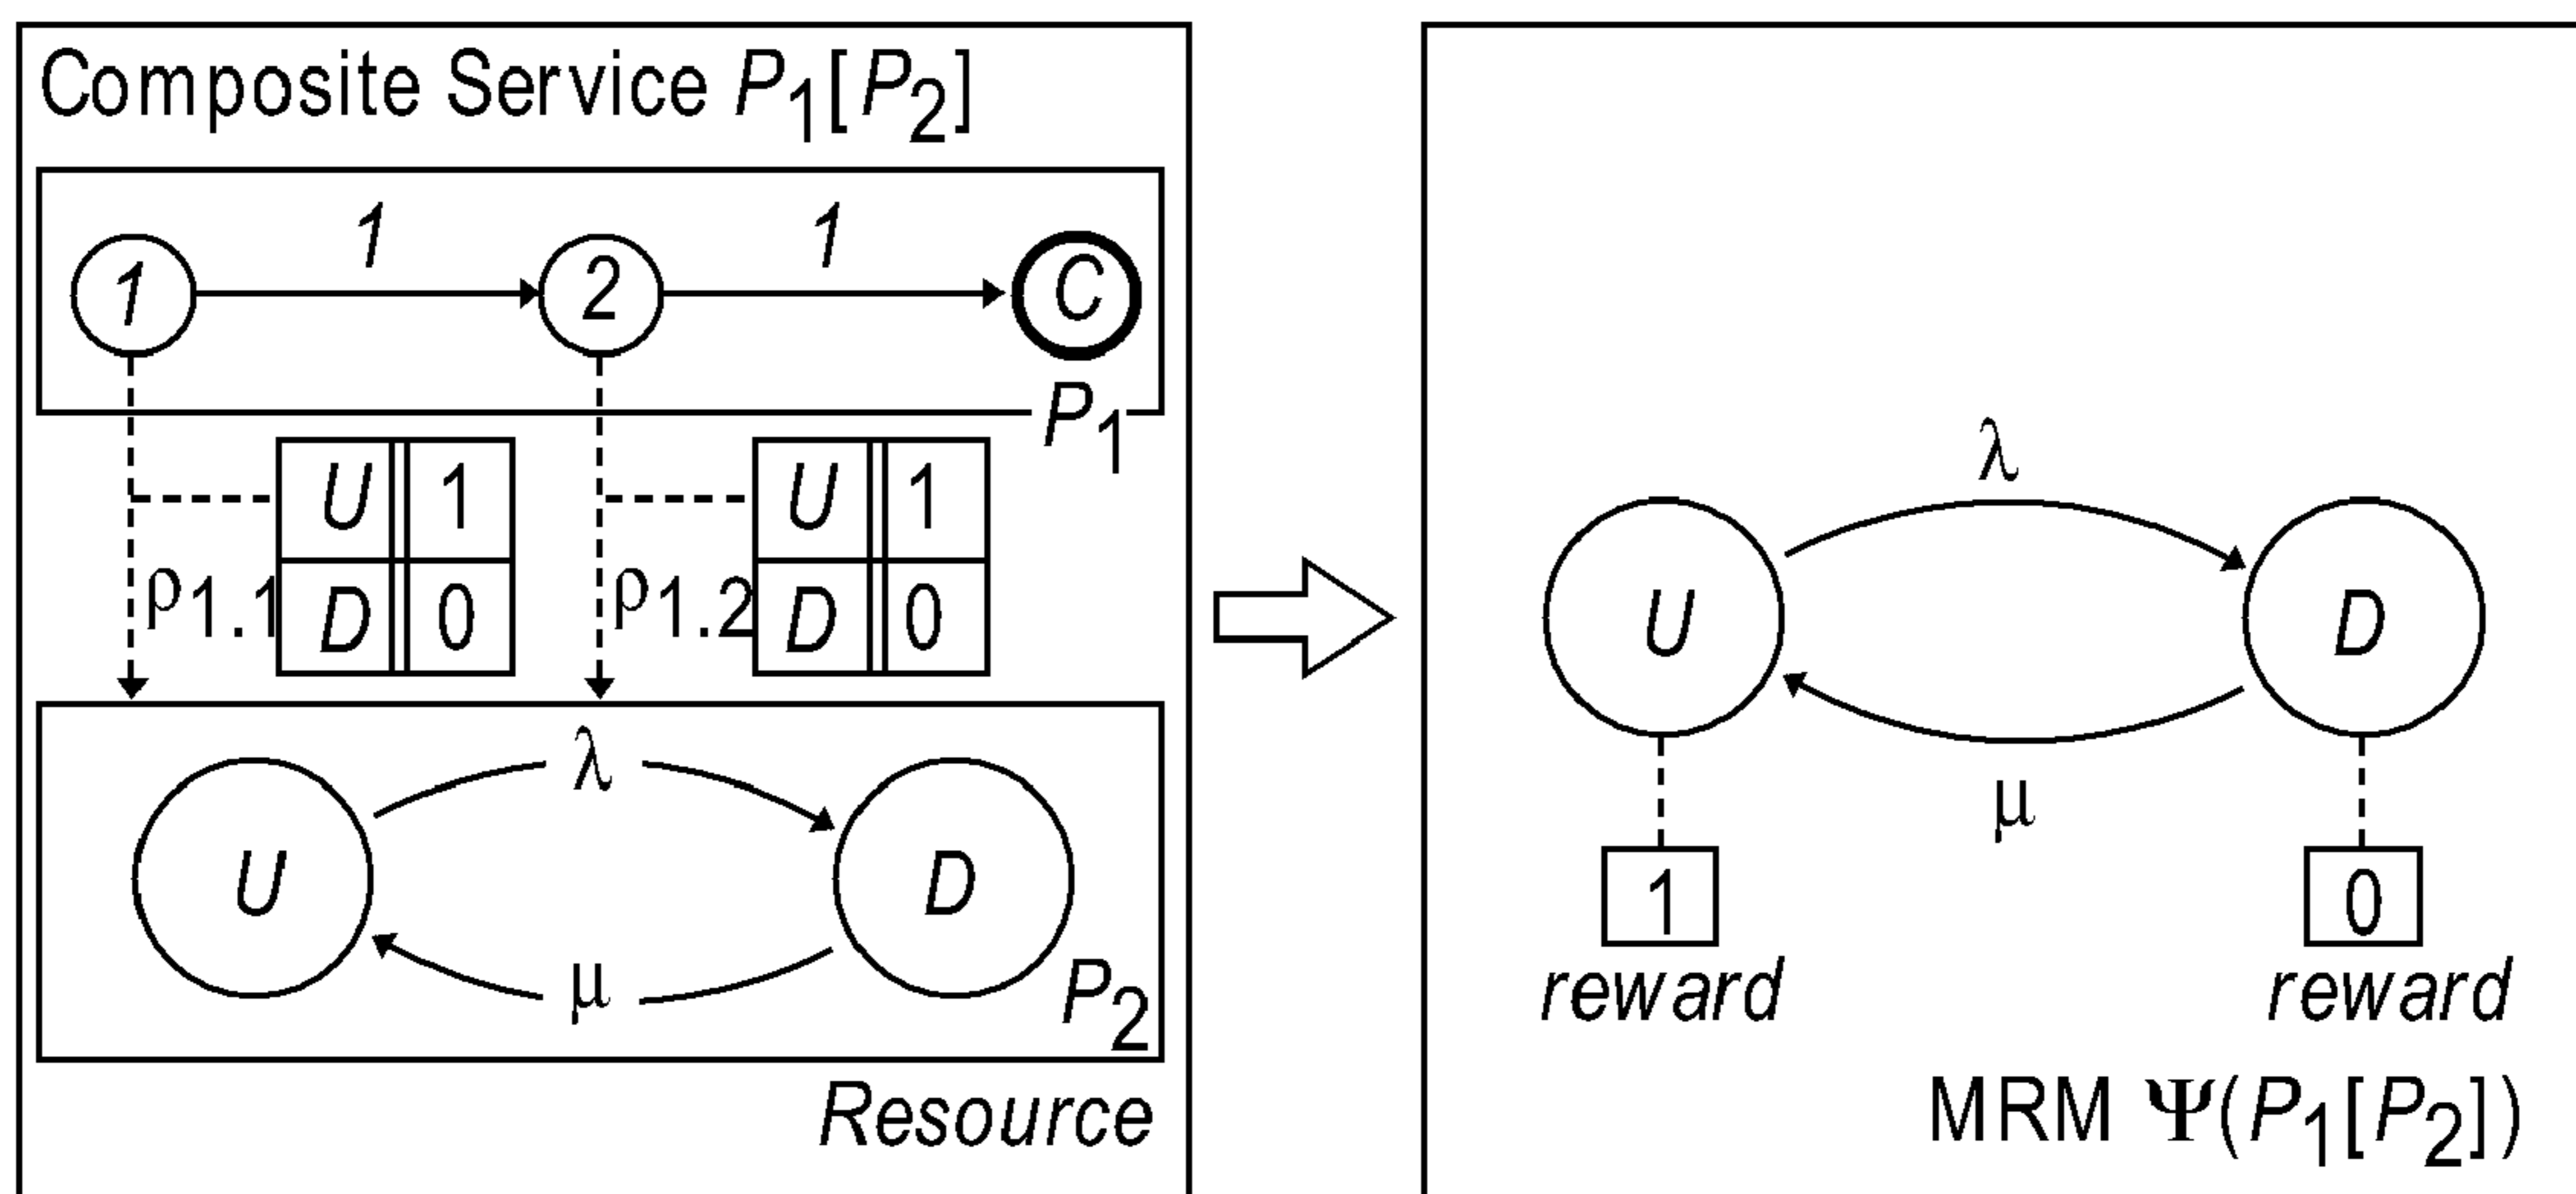 Composite Service P1[P2]
1 1
1 2 C
P1
U 1
D 0
ρ1.1
U 1
D 0
ρ1.2
λ
U D
μ
P2
Resource
λ
U D
μ
1 0
reward reward
MRM Ψ(P1[P2])